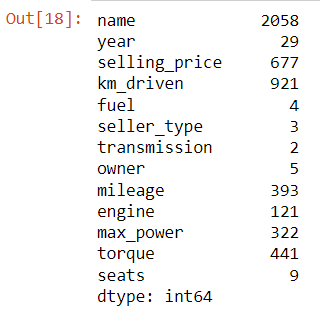 Out[18]: name 2058
year 29
selling_price 677
km_driven 921
fuel 4
seller_type 3
transmission 2
owner 5
mileage 393
engine 121
max_power 322
torque 441
seats 9
dtype: int64